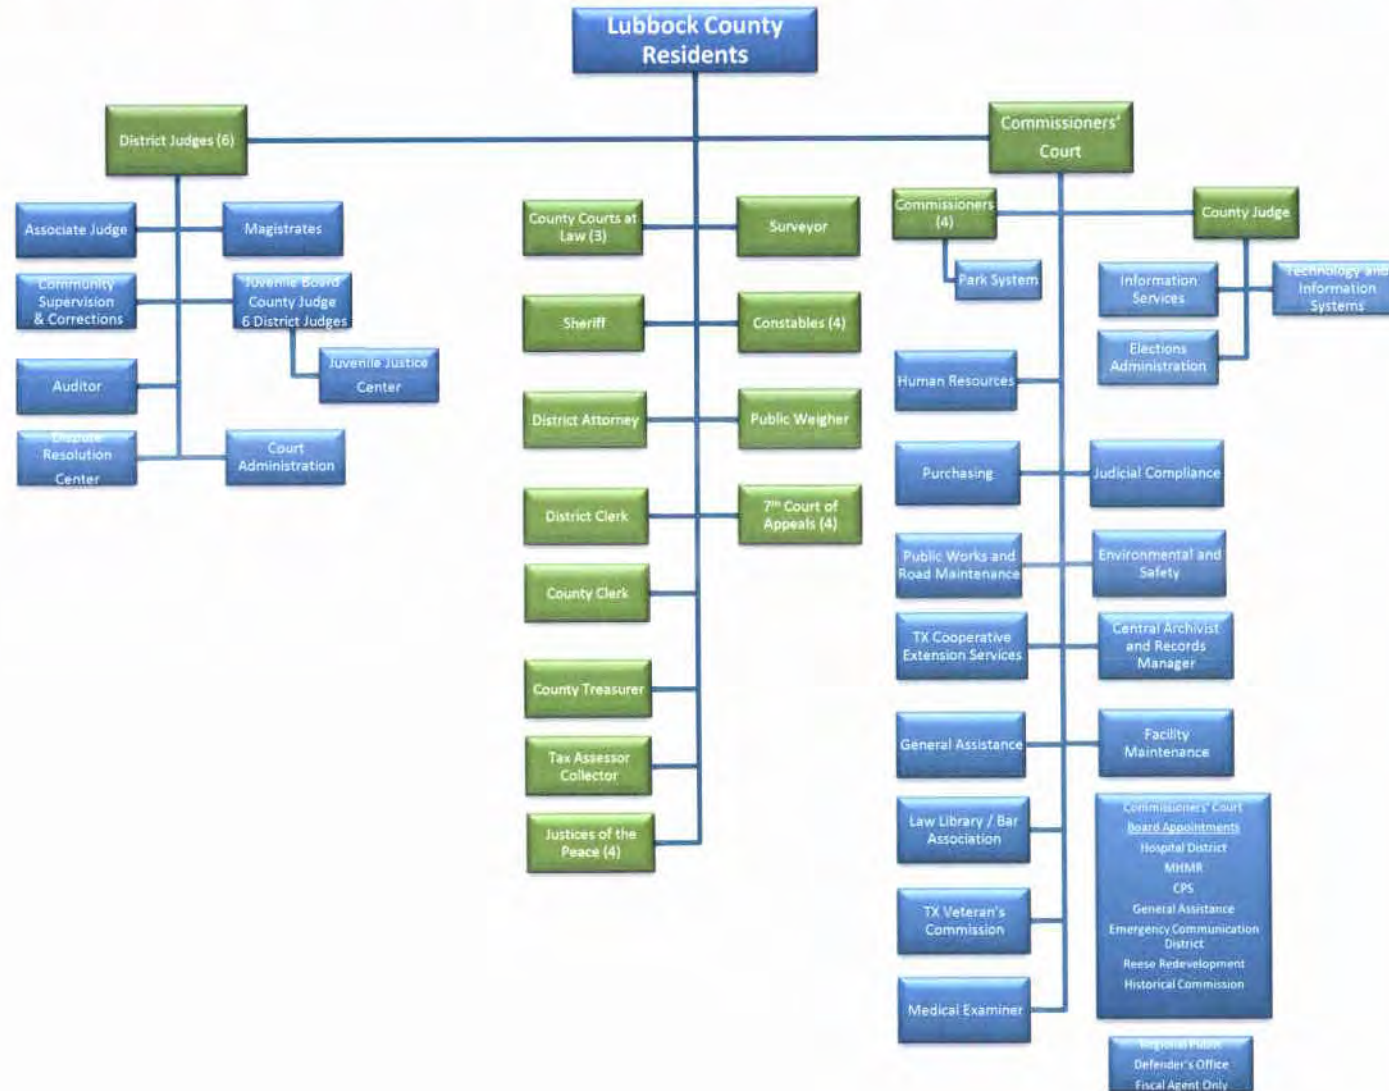 Lubbock County
Residents
District Judges (6)
Commissioners'
Court
Associate Judge
Magistrates
Community
Supervision
& Corrections
Juvenile Board
County Judge
6 District Judges
Juvenile Justice
Center
Auditor
Dispute
Resolution
Center
Court
Administration
County Courts at
Law (3)
Surveyor
Sheriff
Constables (4)
District Attorney
Public Weigher
District Clerk
7th Court of
Appeals (4)
County Clerk
County Treasurer
Tax Assessor
Collector
Justices of the
Peace (4)
Commissioners
(4)
County Judge
Park System
Information
Services
Technology and
Information
Systems
Elections
Administration
Human Resources
Purchasing
Judicial Compliance
Public Works and
Road Maintenance
Environmental and
Safety
TX Cooperative
Extension Services
Central Archivist
and Records
Manager
General Assistance
Facility
Maintenance
Law Library / Bar
Association
TX Veteran's
Commission
Medical Examiner
Commissioners' Court
Board Appointments
Hospital District
MHMR
CPS
General Assistance
Emergency Communication
District
Reese Redevelopment
Historical Commission
Regional Public
Defender's Office
Fiscal Agent Only